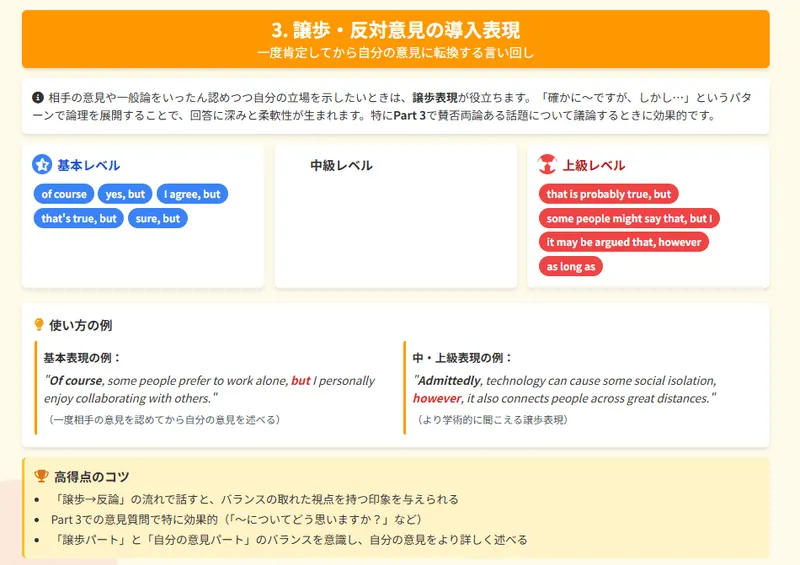 3. 譲歩・反対意見の導入表現
一度肯定してから自分の意見に転換する言い回し
相手の意見や一般論をいったん認めつつ自分の立場を示したいときは、譲歩表現が役立ちます。「確かに〜ですが、しかし…」というパタ
ーンで論理を展開することで、回答に深みと柔軟性が生まれます。特にPart 3で賛否両論ある話題について議論するときに効果的です。
基本レベル
of course
yes, but
I agree, but
that's true, but
sure, but
中級レベル
上級レベル
that is probably true, but
some people might say that, but I
it may be argued that, however
as long as
使い方の例
基本表現の例：
"Of course, some people prefer to work alone, but I personally
enjoy collaborating with others."
（一度相手の意見を認めてから自分の意見を述べる）
中・上級表現の例：
"Admittedly, technology can cause some social isolation,
however, it also connects people across great distances."
（より学術的に聞こえる譲歩表現）
高得点のコツ
「譲歩→反論」の流れで話すと、バランスの取れた視点を持つ印象を与えられる
Part 3での意見質問で特に効果的（「〜についてどう思いますか？」など）
「譲歩パート」と「自分の意見パート」のバランスを意識し、自分の意見をより詳しく述べる